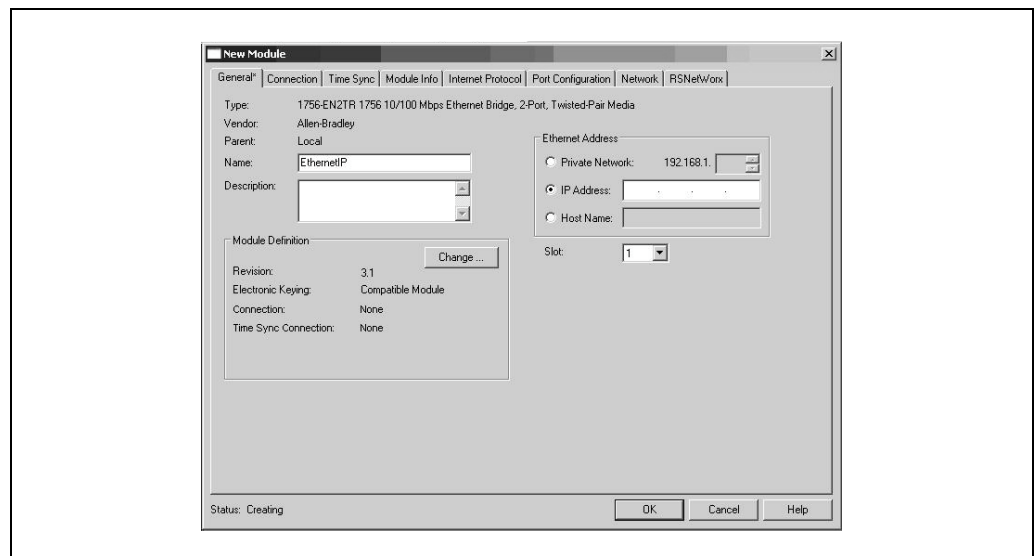 New Module
General* Connection Time Sync Module Info Internet Protocol Port Configuration Network RSNetWorx
Type: 1756-EN2TR 1756 10/100 Mbps Ethernet Bridge, 2-Port, Twisted-Pair Media
Vendor: Allen-Bradley
Parent: Local
Name: EthernetIP
Description:
Ethernet Address
Private Network: 192.168.1.
IP Address: . . .
Host Name:
Slot: 1
Module Definition
Change ...
Revision: 3.1
Electronic Keying: Compatible Module
Connection: None
Time Sync Connection: None
Status: Creating
OK Cancel Help